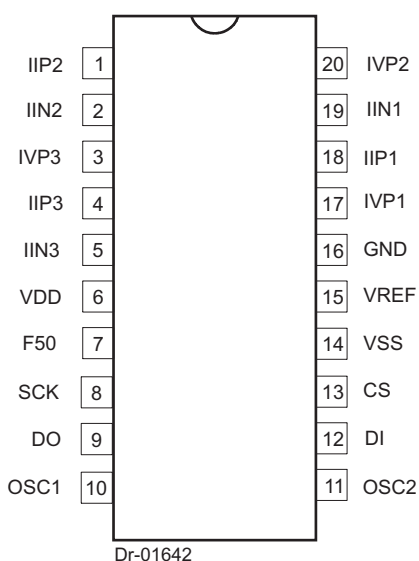 IIP2 1 20 IVP2
IIN2 2 19 IIN1
IVP3 3 18 IIP1
IIP3 4 17 IVP1
IIN3 5 16 GND
VDD 6 15 VREF
F50 7 14 VSS
SCK 8 13 CS
DO 9 12 DI
OSC1 10 11 OSC2
Dr-01642